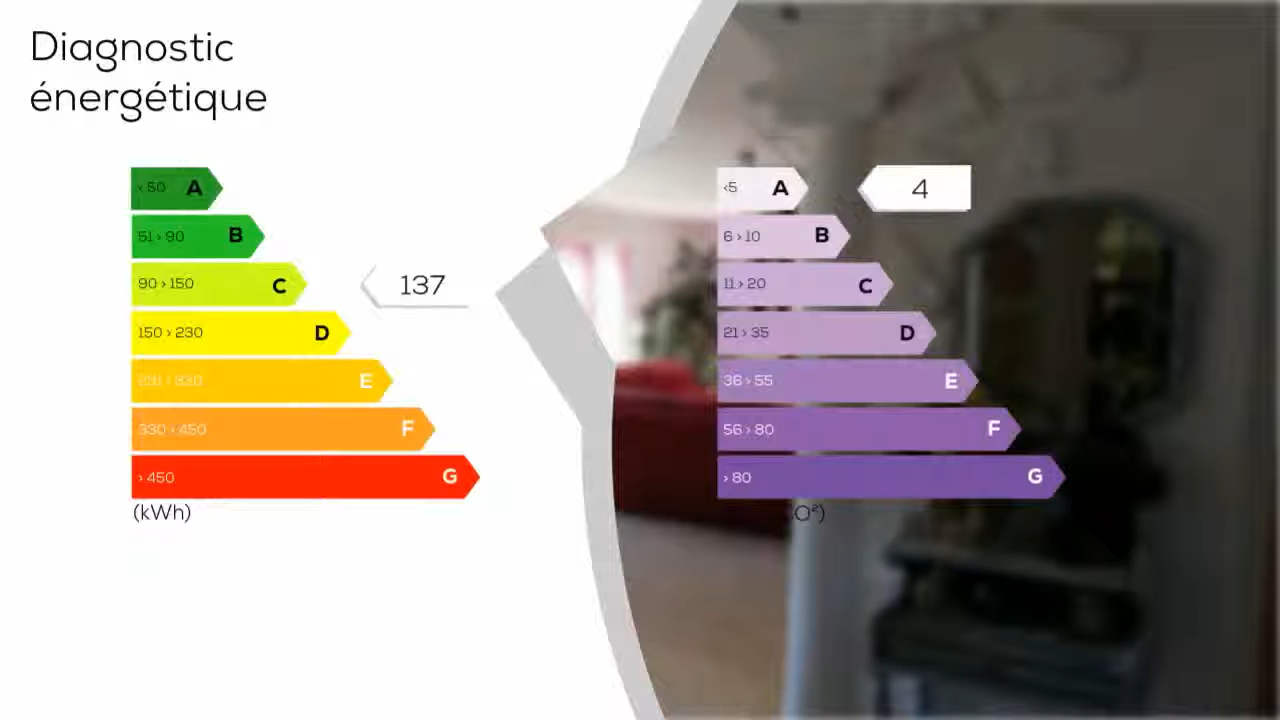 Diagnostic
énergétique
< 50 A
51 > 90 B
90 > 150 C
137
150 > 230 D
E
330 > 450 F
> 450 G
(kWh)
<5 A
4
6 > 10 B
11 > 20 C
21 > 35 D
36 > 55 E
56 > 80 F
> 80 G
O²)